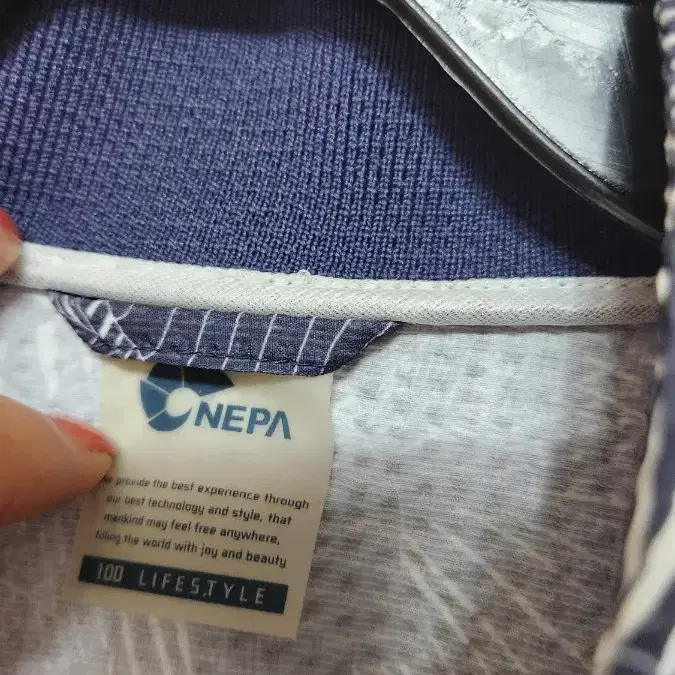 NEPA
We provide the best experience through
our best technology and style, that
mankind may feel free anywhere,
filling the world with joy and beauty
100 LIFESTYLE